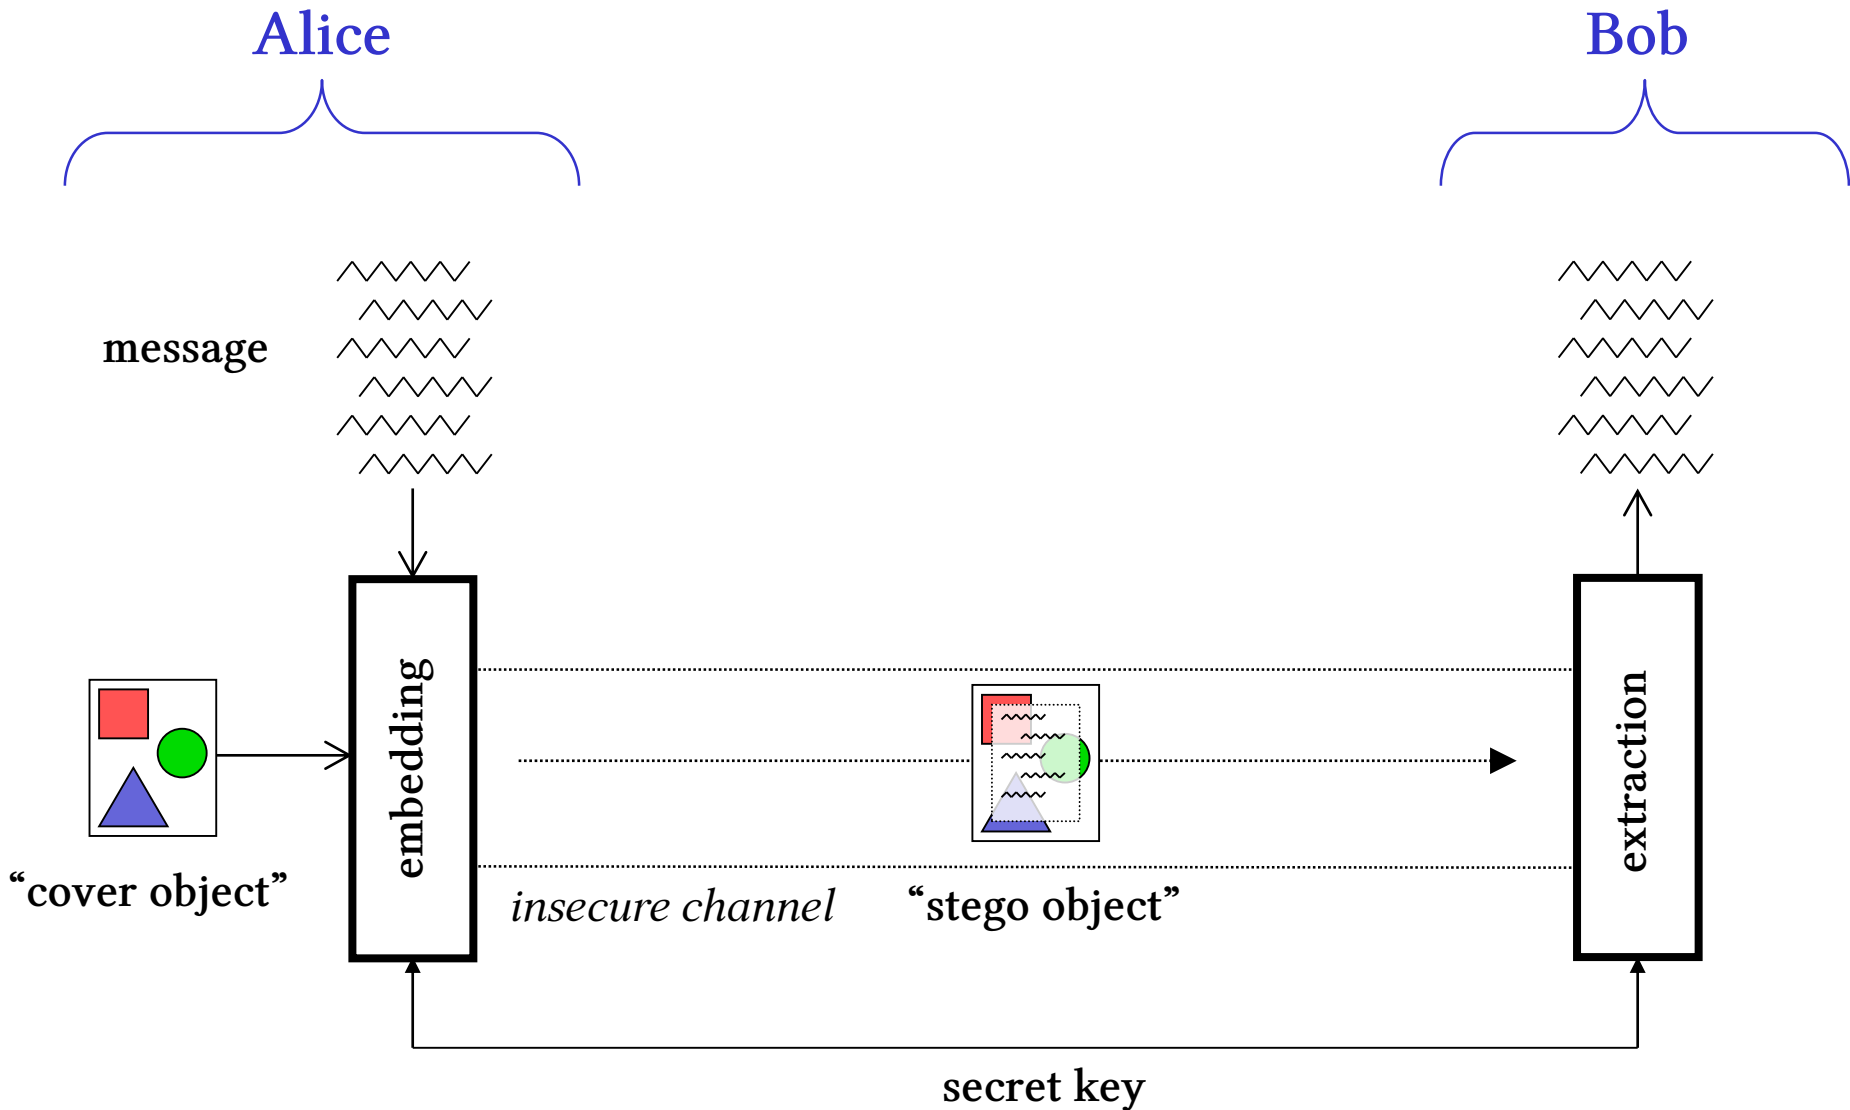 Alice
Bob
message
embedding
extraction
“cover object”
insecure channel
“stego object”
secret key